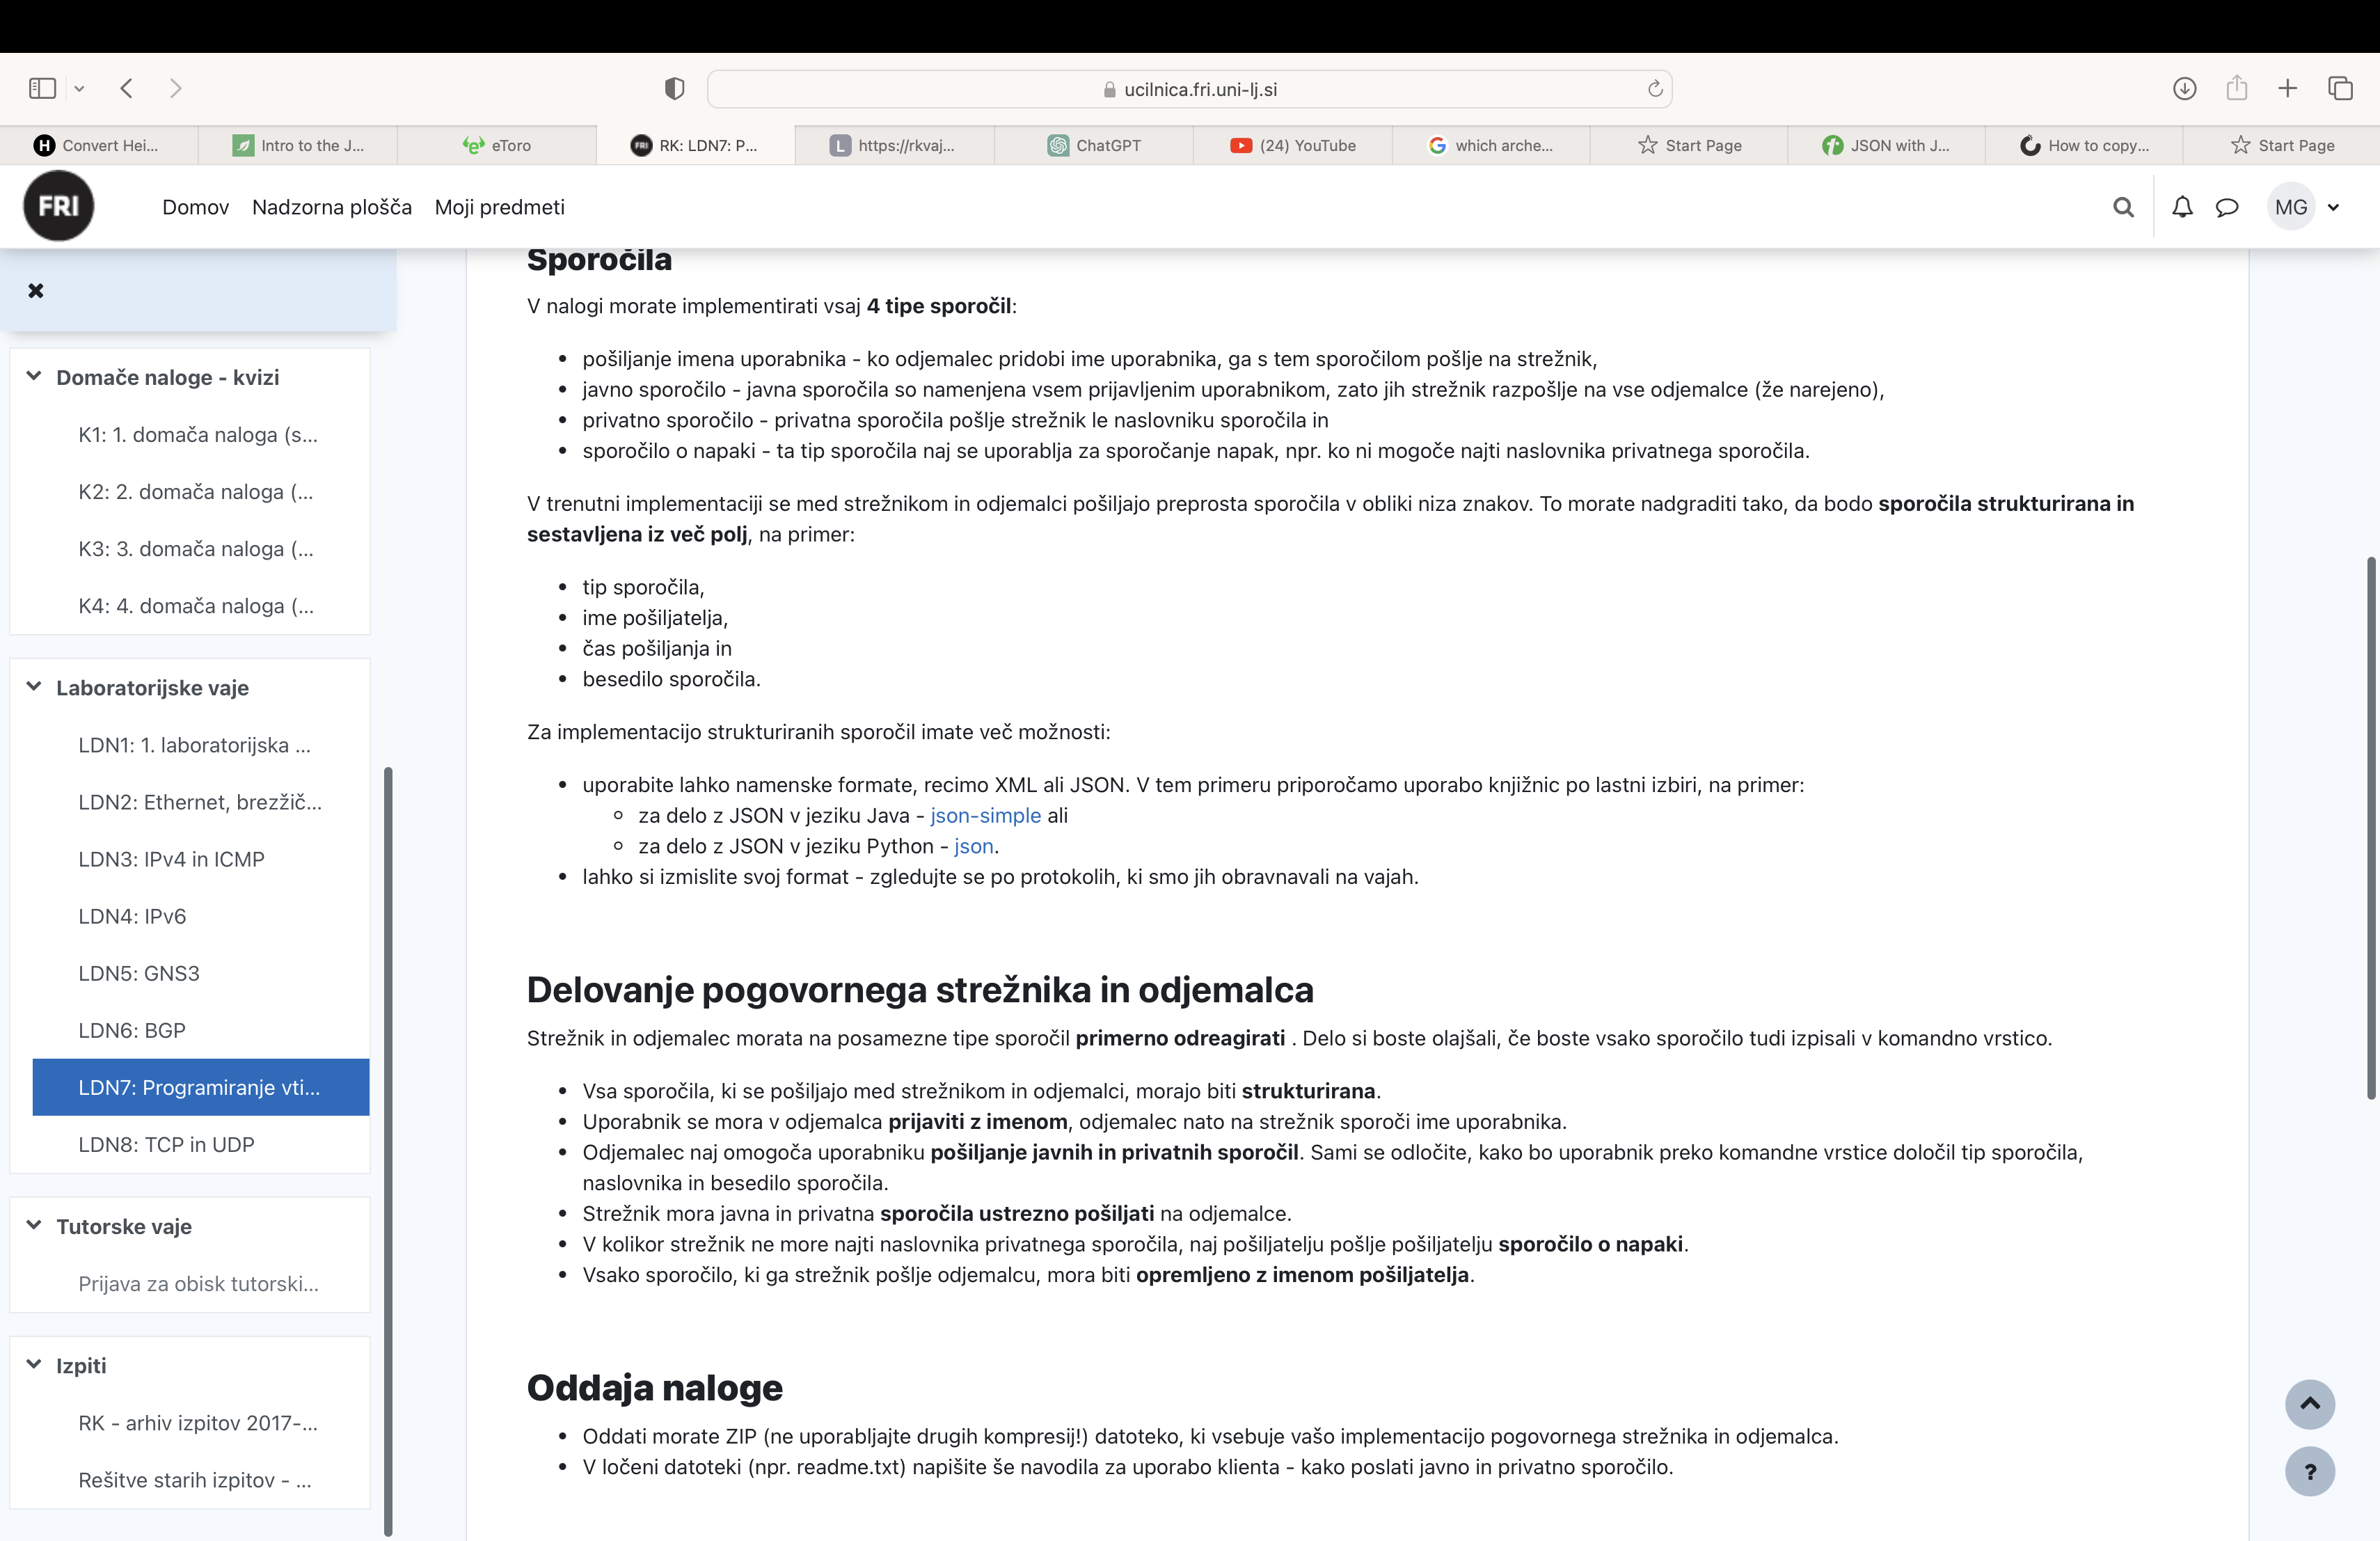 ucilnica.fri.uni-lj.si
H Convert Hei...
Intro to the J...
eToro
FRI RK: LDN7: P...
L https://rkvaj...
ChatGPT
(24) YouTube
which arche...
Start Page
JSON with J...
How to copy...
Start Page
FRI
Domov
Nadzorna plošča
Moji predmeti
MG
Domače naloge - kvizi
K1: 1. domača naloga (s...
K2: 2. domača naloga (...
K3: 3. domača naloga (...
K4: 4. domača naloga (...
Laboratorijske vaje
LDN1: 1. laboratorijska ...
LDN2: Ethernet, brezžič...
LDN3: IPv4 in ICMP
LDN4: IPv6
LDN5: GNS3
LDN6: BGP
LDN7: Programiranje vti...
LDN8: TCP in UDP
Tutorske vaje
Prijava za obisk tutorski...
Izpiti
RK - arhiv izpitov 2017-...
Rešitve starih izpitov - ...
Sporočila
V nalogi morate implementirati vsaj 4 tipe sporočil:
• pošiljanje imena uporabnika - ko odjemalec pridobi ime uporabnika, ga s tem sporočilom pošlje na strežnik,
• javno sporočilo - javna sporočila so namenjena vsem prijavljenim uporabnikom, zato jih strežnik razpošlje na vse odjemalce (že narejeno),
• privatno sporočilo - privatna sporočila pošlje strežnik le naslovniku sporočila in
• sporočilo o napaki - ta tip sporočila naj se uporablja za sporočanje napak, npr. ko ni mogoče najti naslovnika privatnega sporočila.
V trenutni implementaciji se med strežnikom in odjemalci pošiljajo preprosta sporočila v obliki niza znakov. To morate nadgraditi tako, da bodo sporočila strukturirana in
sestavljena iz več polj, na primer:
• tip sporočila,
• ime pošiljatelja,
• čas pošiljanja in
• besedilo sporočila.
Za implementacijo strukturiranih sporočil imate več možnosti:
• uporabite lahko namenske formate, recimo XML ali JSON. V tem primeru priporočamo uporabo knjižnic po lastni izbiri, na primer:
◦ za delo z JSON v jeziku Java - json-simple ali
◦ za delo z JSON v jeziku Python - json.
• lahko si izmislite svoj format - zgledujte se po protokolih, ki smo jih obravnavali na vajah.
Delovanje pogovornega strežnika in odjemalca
Strežnik in odjemalec morata na posamezne tipe sporočil primerno odreagirati . Delo si boste olajšali, če boste vsako sporočilo tudi izpisali v komandno vrstico.
• Vsa sporočila, ki se pošiljajo med strežnikom in odjemalci, morajo biti strukturirana.
• Uporabnik se mora v odjemalca prijaviti z imenom, odjemalec nato na strežnik sporoči ime uporabnika.
• Odjemalec naj omogoča uporabniku pošiljanje javnih in privatnih sporočil. Sami se odločite, kako bo uporabnik preko komandne vrstice določil tip sporočila,
naslovnika in besedilo sporočila.
• Strežnik mora javna in privatna sporočila ustrezno pošiljati na odjemalce.
• V kolikor strežnik ne more najti naslovnika privatnega sporočila, naj pošiljatelju pošlje pošiljatelju sporočilo o napaki.
• Vsako sporočilo, ki ga strežnik pošlje odjemalcu, mora biti opremljeno z imenom pošiljatelja.
Oddaja naloge
• Oddati morate ZIP (ne uporabljajte drugih kompresij!) datoteko, ki vsebuje vašo implementacijo pogovornega strežnika in odjemalca.
• V ločeni datoteki (npr. readme.txt) napišite še navodila za uporabo klienta - kako poslati javno in privatno sporočilo.
?